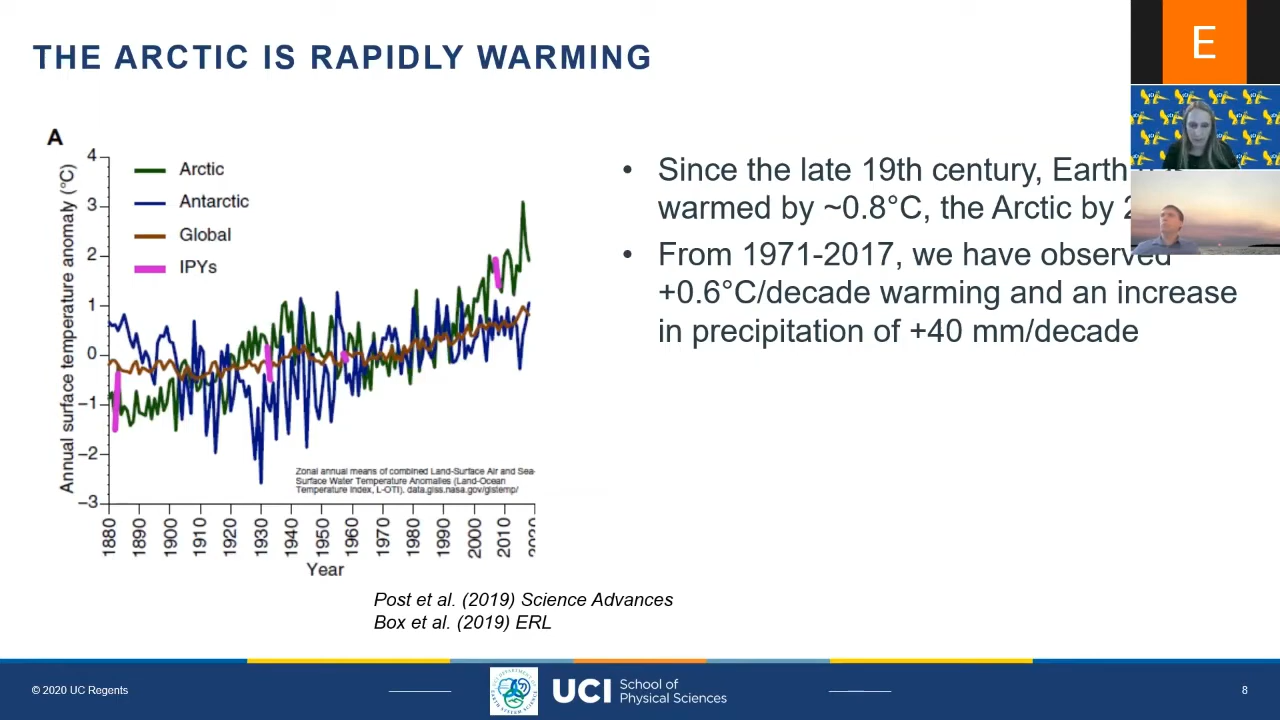 THE ARCTIC IS RAPIDLY WARMING
E
A
Annual surface temperature anomaly (°C)
4
3
2
1
0
–1
–2
–3
Arctic
Antarctic
Global
IPYs
Zonal annual means of combined Land-Surface Air and Sea-
Surface Water Temperature Anomalies (Land-Ocean
Temperature Index, L-OTI). data.giss.nasa.gov/gistemp/
1880
1890
1900
1910
1920
1930
1940
1950
1960
1970
1980
1990
2000
2010
2020
Year
• Since the late 19th century, Earth
warmed by ~0.8°C, the Arctic by
• From 1971-2017, we have observed
+0.6°C/decade warming and an increase
in precipitation of +40 mm/decade
Post et al. (2019) Science Advances
Box et al. (2019) ERL
© 2020 UC Regents
UCI
School of
Physical Sciences
8